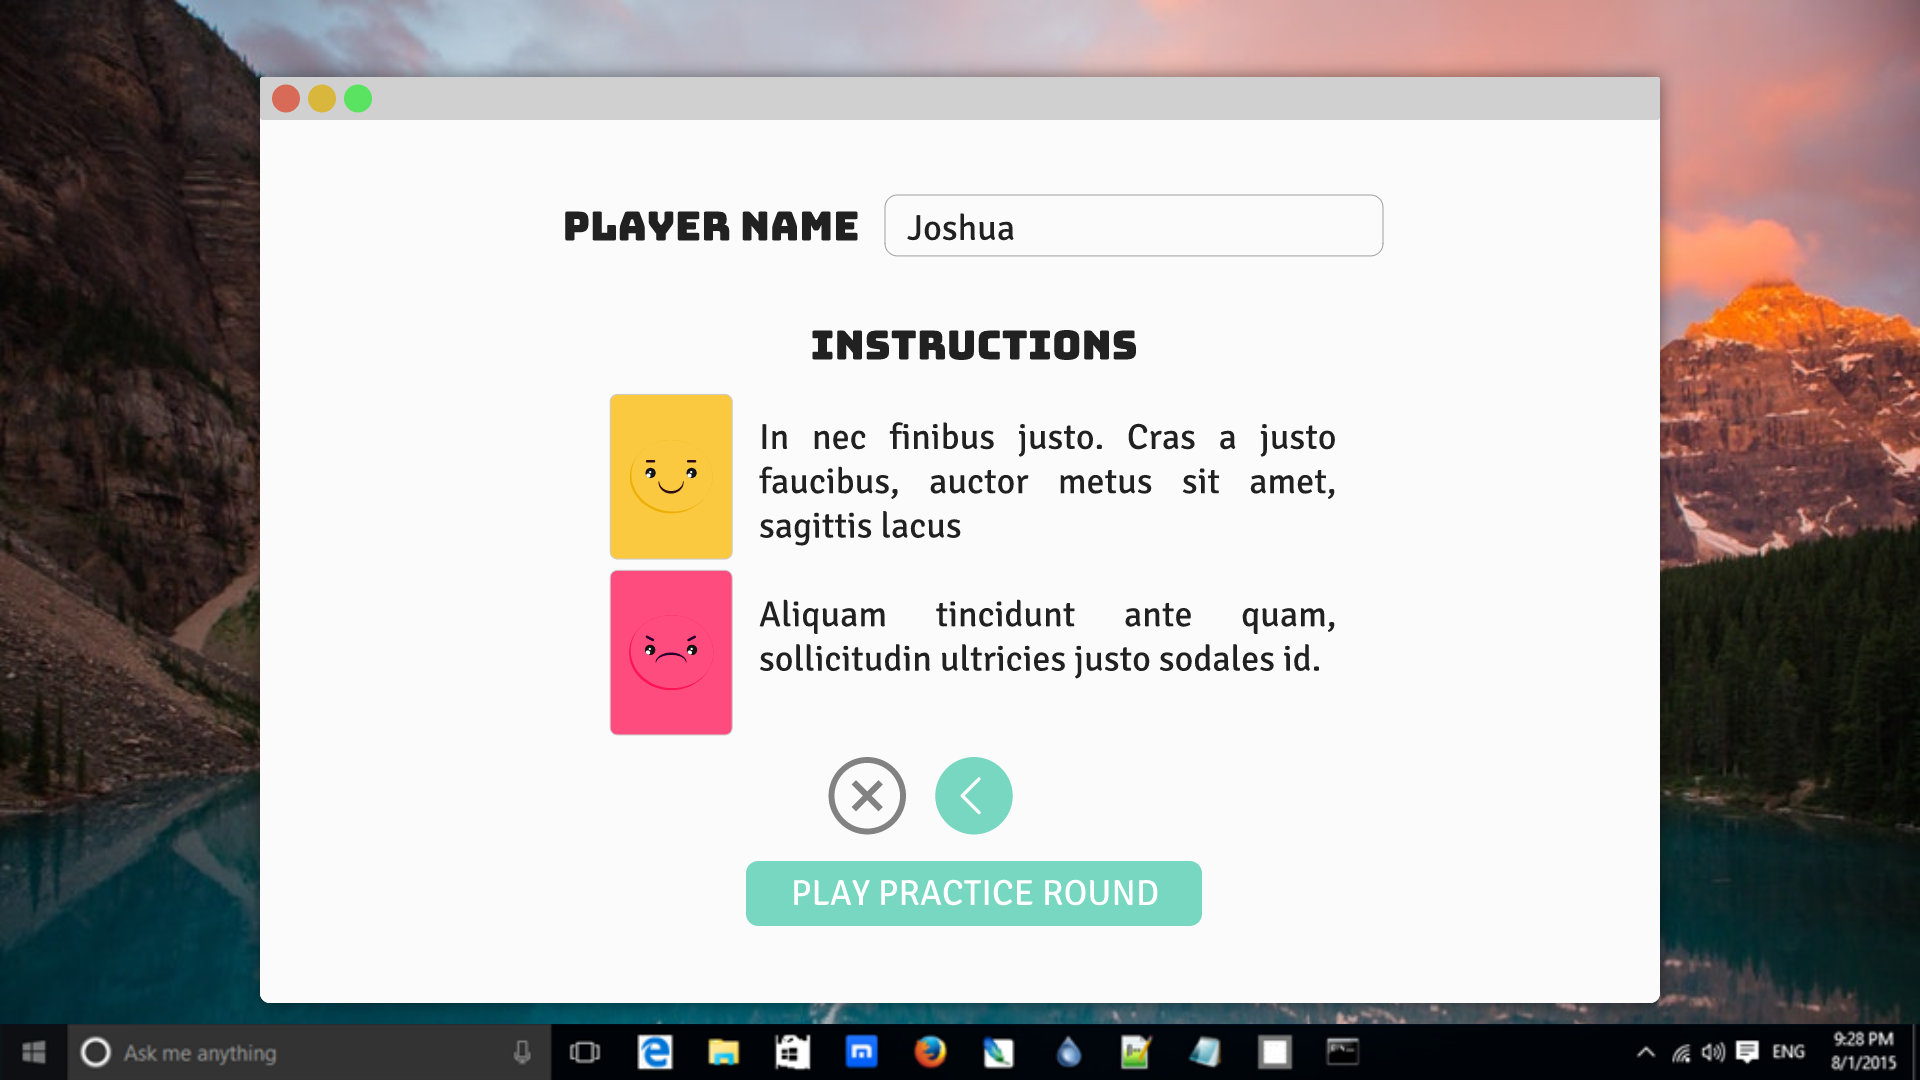 PLAYER NAME
Joshua
INSTRUCTIONS
In nec finibus justo. Cras a justo
faucibus, auctor metus sit amet,
sagittis lacus
Aliquam tincidunt ante quam,
sollicitudin ultricies justo sodales id.
PLAY PRACTICE ROUND
Ask me anything
ENG
9:28 PM
8/1/2015